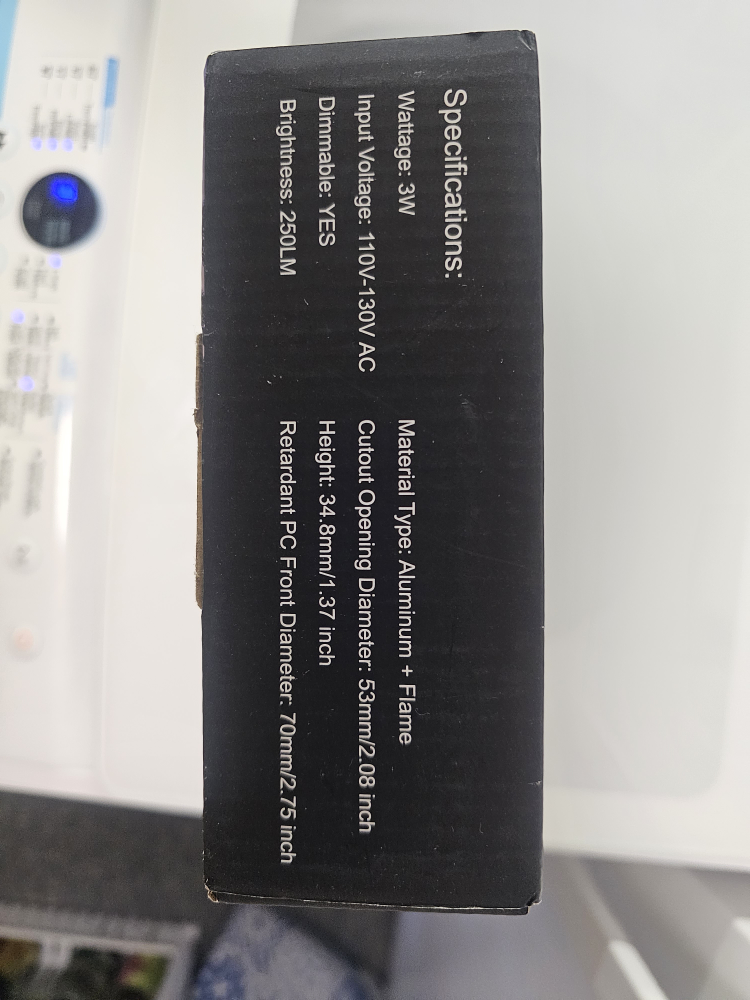 Specifications:
Wattage: 3W
Input Voltage: 110V-130V AC
Dimmable: YES
Brightness: 250LM
Material Type: Aluminum + Flame
Cutout Opening Diameter: 53mm/2.08 inch
Height: 34.8mm/1.37 inch
Retardant PC Front Diameter: 70mm/2.75 inch